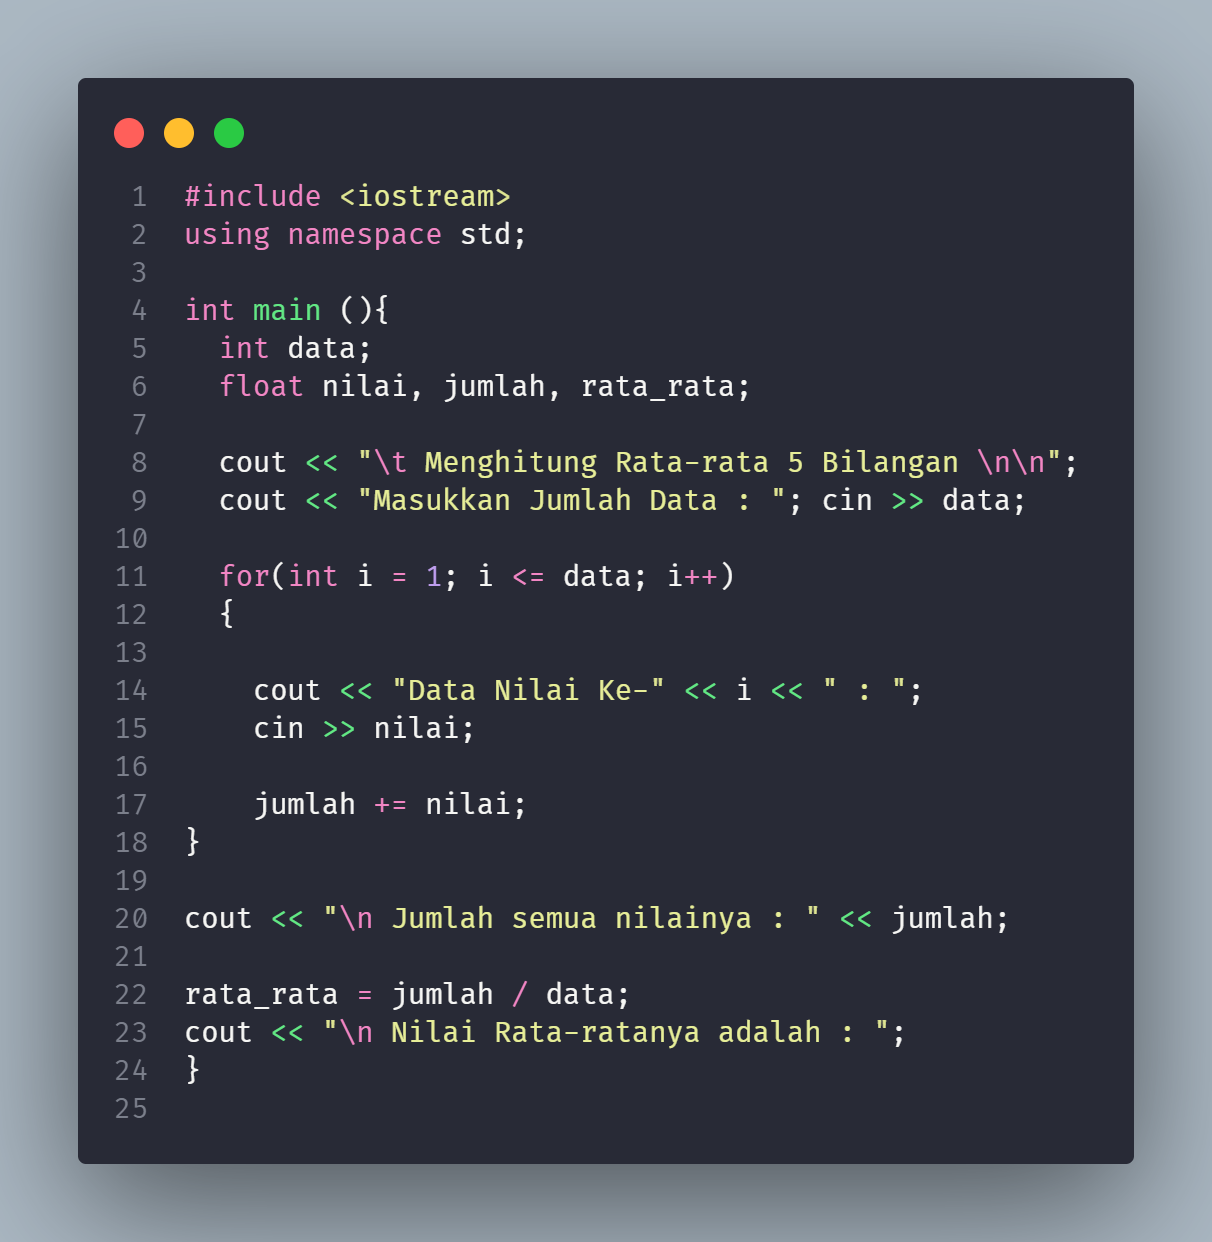 1 #include <iostream>
2 using namespace std;
3
4 int main (){
5   int data;
6   float nilai, jumlah, rata_rata;
7
8   cout << "\t Menghitung Rata-rata 5 Bilangan \n\n";
9   cout << "Masukkan Jumlah Data : "; cin >> data;
10
11   for(int i = 1; i <= data; i++)
12   {
13
14     cout << "Data Nilai Ke-" << i << " : ";
15     cin >> nilai;
16
17     jumlah += nilai;
18 }
19
20 cout << "\n Jumlah semua nilainya : " << jumlah;
21
22 rata_rata = jumlah / data;
23 cout << "\n Nilai Rata-ratanya adalah : ";
24 }
25